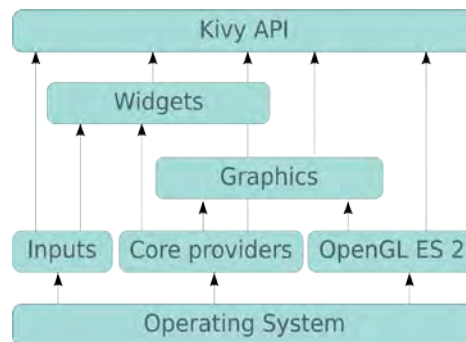 Kivy API
Widgets
Graphics
Inputs
Core providers
OpenGL ES 2
Operating System